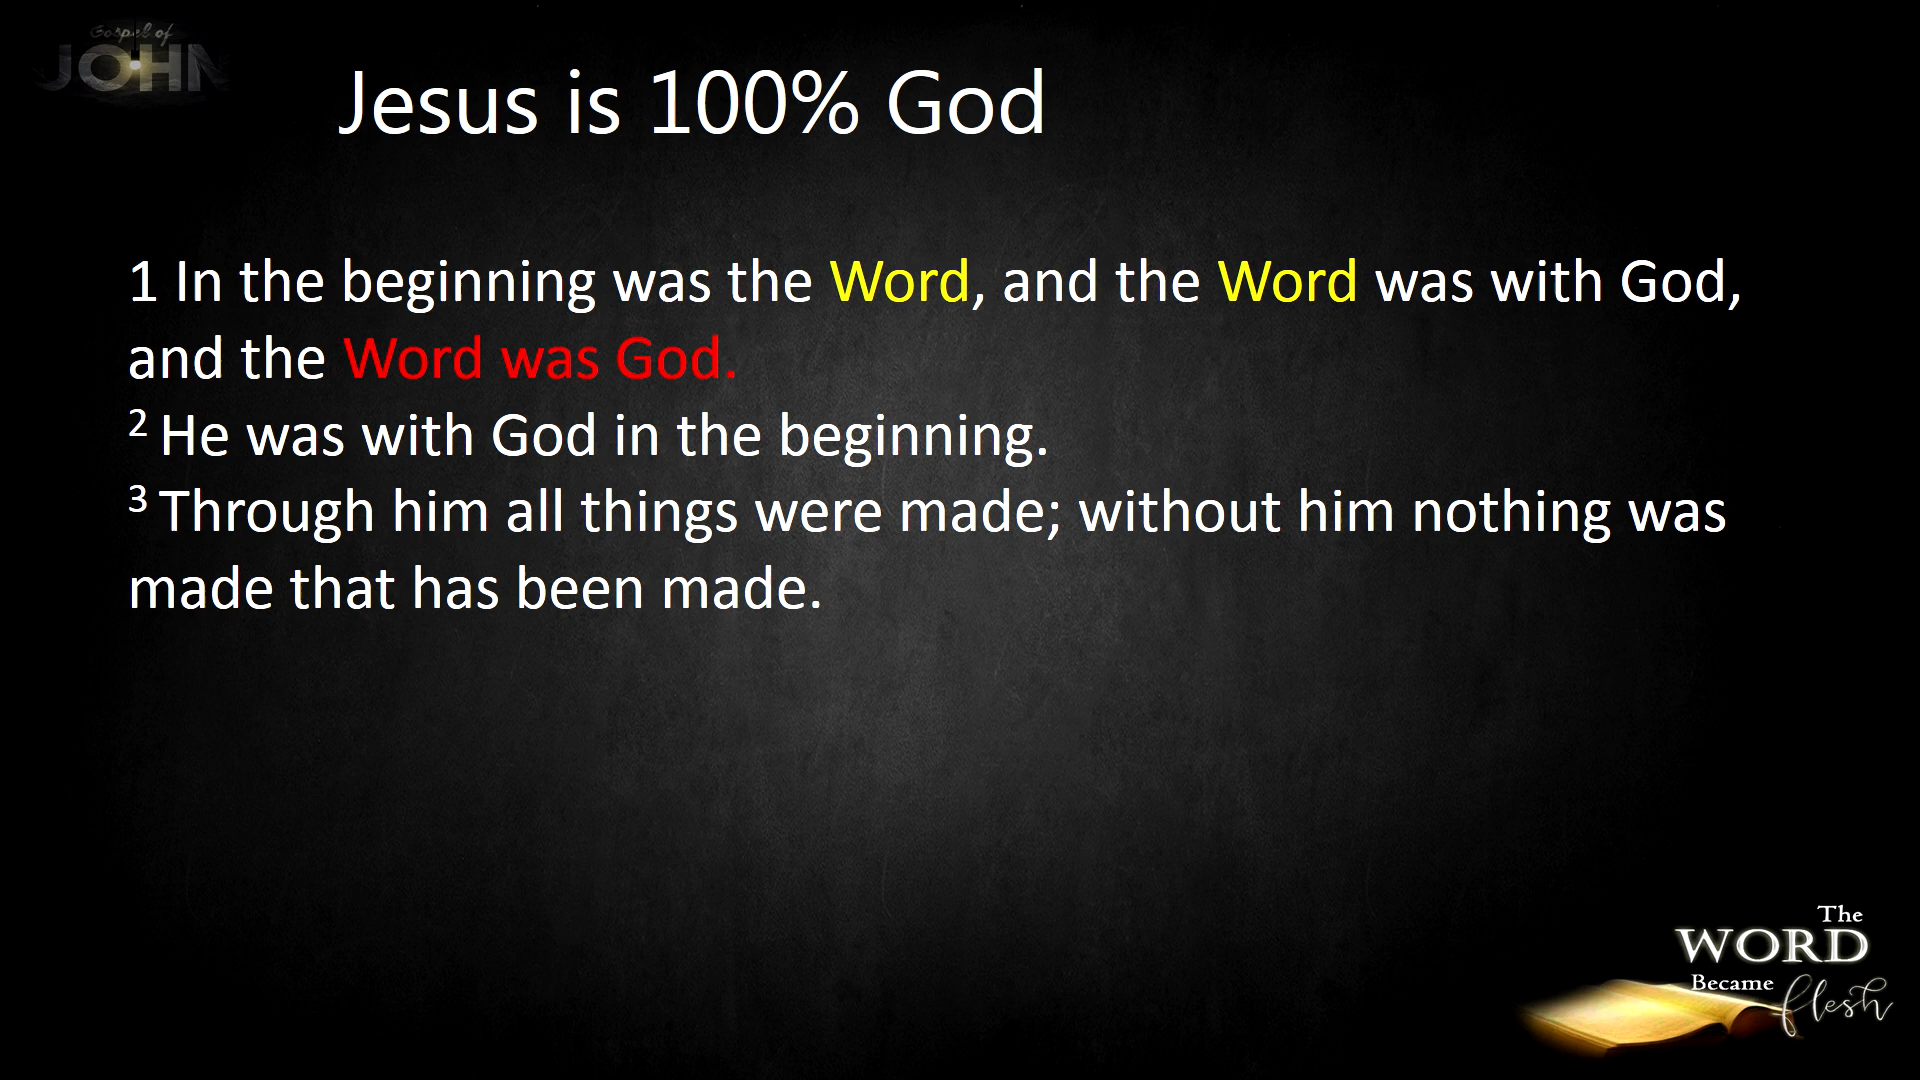 Gospel of
JOHN
Jesus is 100% God
1 In the beginning was the Word, and the Word was with God,
and the Word was God.
2 He was with God in the beginning.
3 Through him all things were made; without him nothing was
made that has been made.
The
WORD
Became
flesh